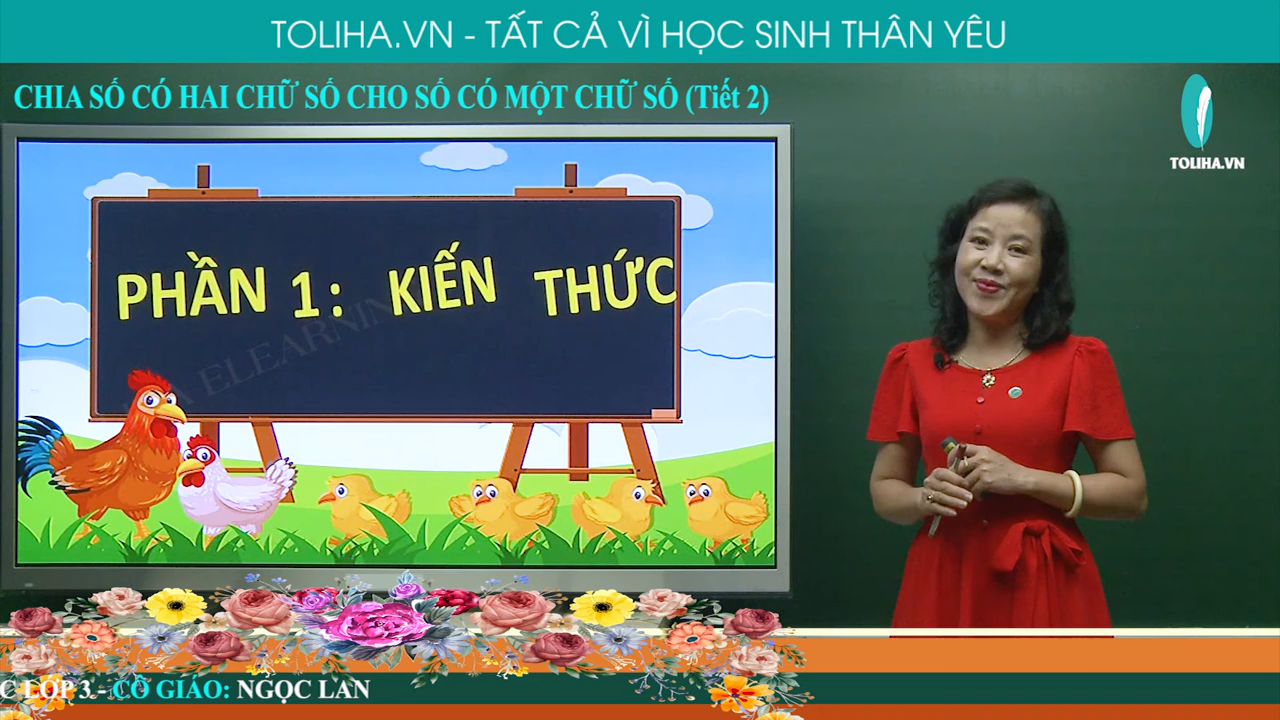 TOLIHA.VN - TẤT CẢ VÌ HỌC SINH THÂN YÊU
CHIA SỐ CÓ HAI CHỮ SỐ CHO SỐ CÓ MỘT CHỮ SỐ (Tiết 2)
TOLIHA.VN
PHẦN 1: KIẾN THỨC
ELEARNIN
C LỚP 3 - CÔ GIÁO: NGỌC LAN